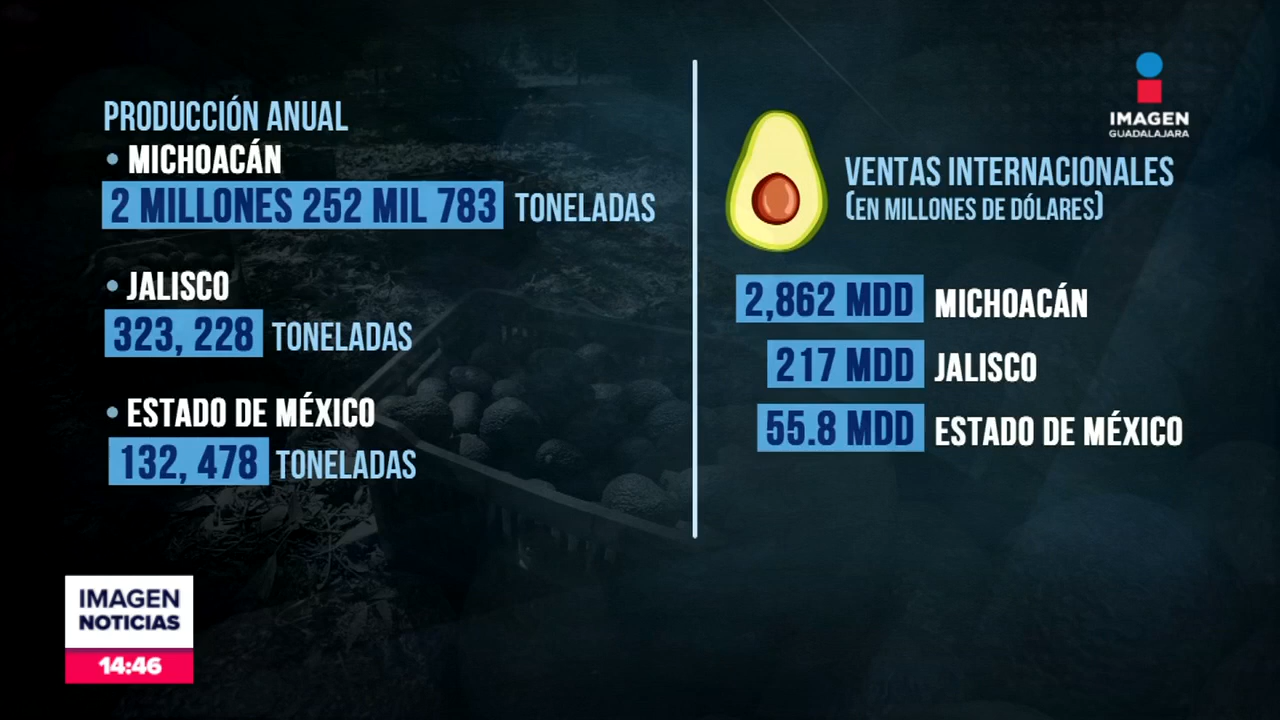 PRODUCCIÓN ANUAL
• MICHOACÁN
2 MILLONES 252 MIL 783 TONELADAS
• JALISCO
323, 228 TONELADAS
• ESTADO DE MÉXICO
132, 478 TONELADAS
IMAGEN
GUADALAJARA
VENTAS INTERNACIONALES
(EN MILLONES DE DÓLARES)
2,862 MDD MICHOACÁN
217 MDD JALISCO
55.8 MDD ESTADO DE MÉXICO
IMAGEN
NOTICIAS
14:46